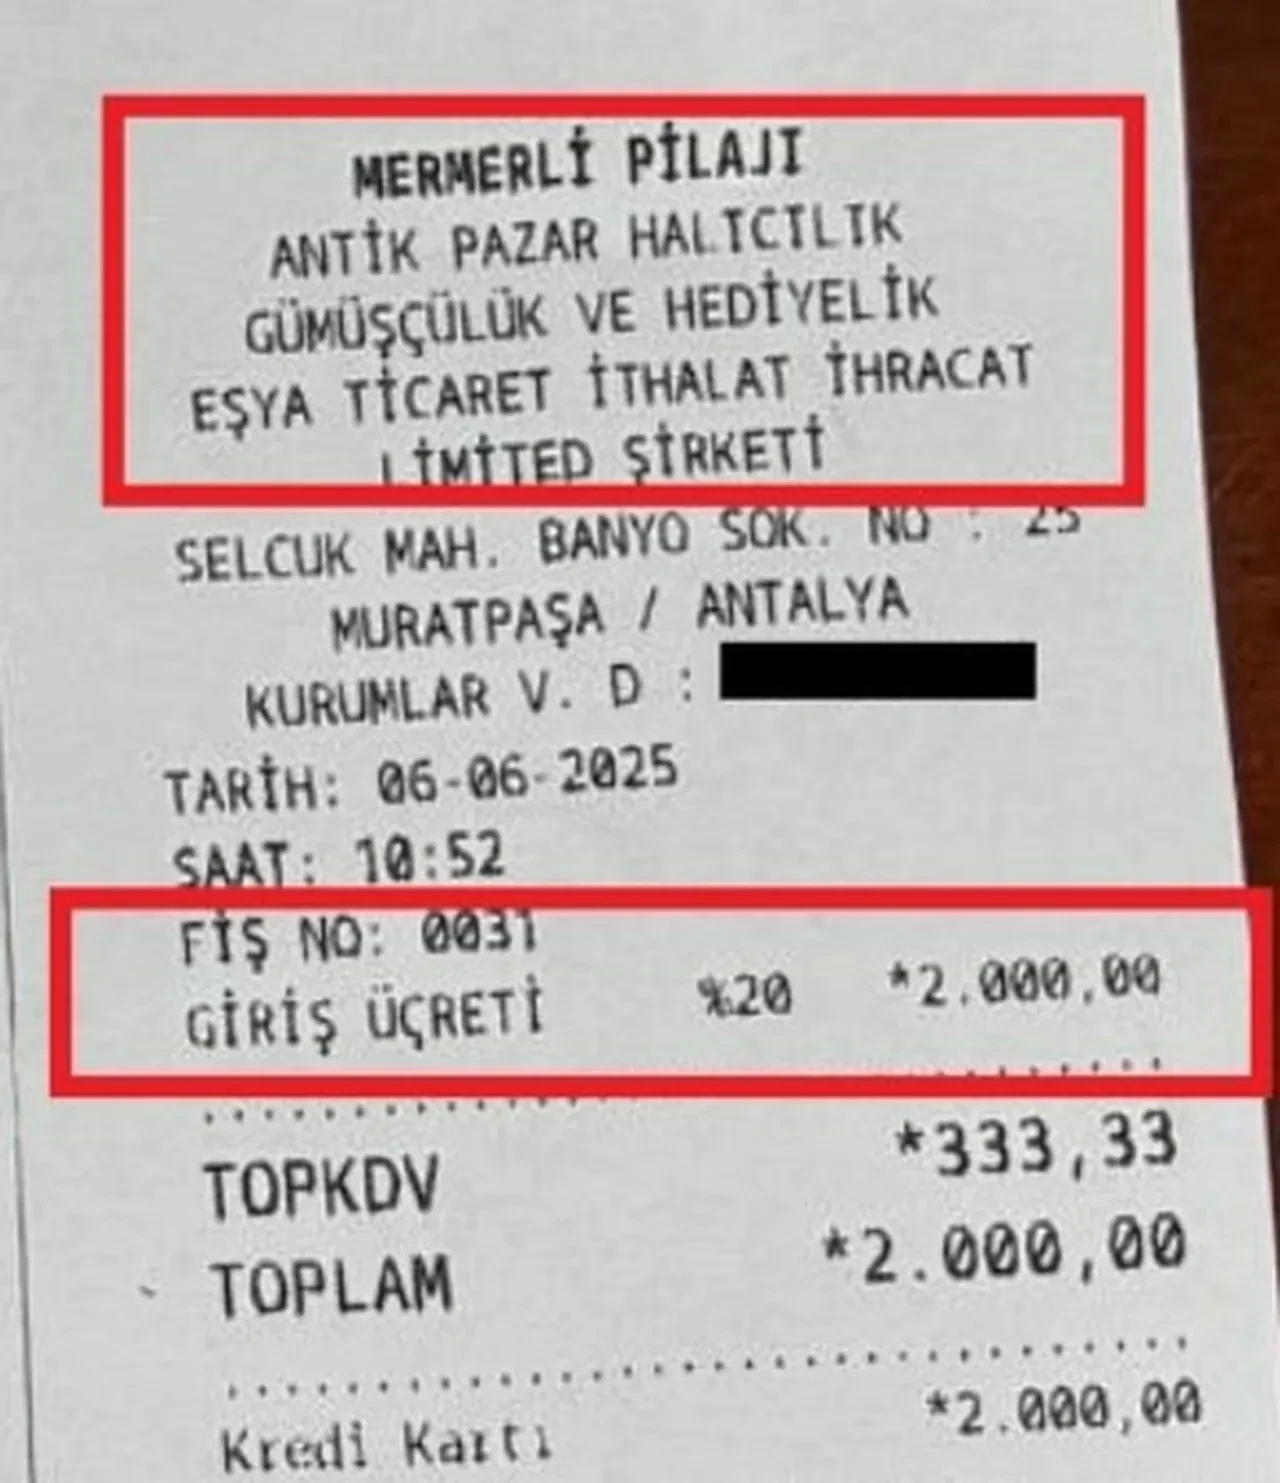 MERMERLİ PİLAJI
ANTİK PAZAR HALICILIK
GÜMÜŞÇÜLÜK VE HEDİYELİK
EŞYA TİCARET İTHALAT İHRACAT
LİMİTED ŞİRKETİ
SELCUK MAH. BANYO SOK. NO : 25
MURATPAŞA / ANTALYA
KURUMLAR V. D :
TARİH: 06-06-2025
SAAT: 10:52
FİŞ NO: 0031
GİRİŞ ÜÇRETİ %20 *2.000,00
TOPKDV *333,33
TOPLAM *2.000,00
Kredi Kartı *2.000,00